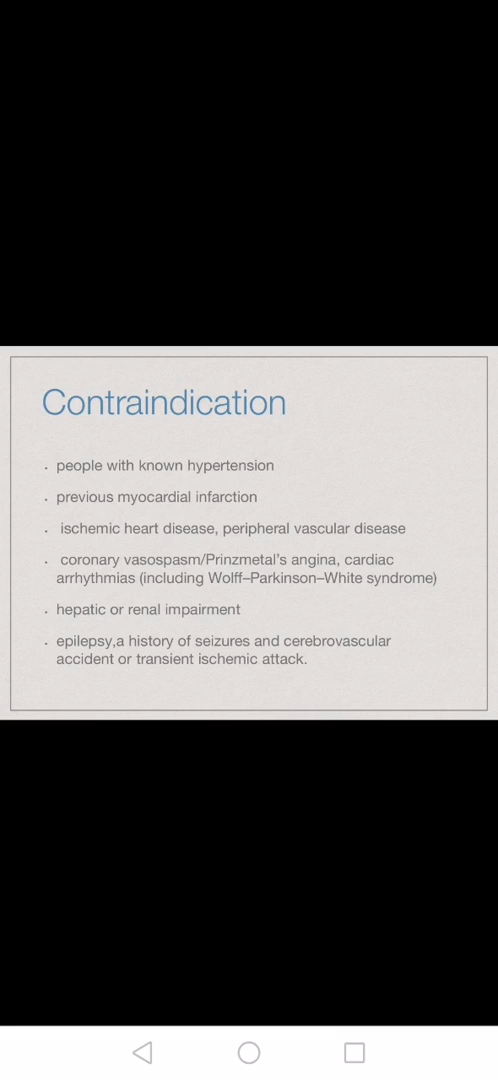 Contraindication
• people with known hypertension
• previous myocardial infarction
• ischemic heart disease, peripheral vascular disease
• coronary vasospasm/Prinzmetal’s angina, cardiac
arrhythmias (including Wolff–Parkinson–White syndrome)
• hepatic or renal impairment
• epilepsy,a history of seizures and cerebrovascular
accident or transient ischemic attack.